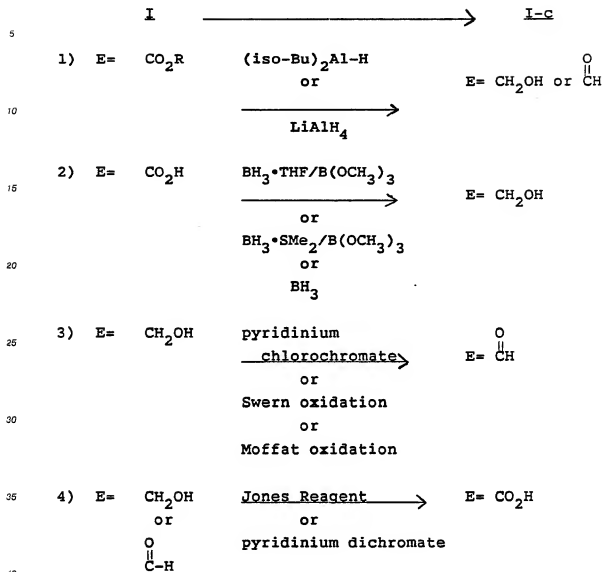 I I-c
5
1) E= CO2R (iso-Bu)2Al-H O
or E= CH2OH or CH
10
LiAlH4
2) E= CO2H BH3•THF/B(OCH3)3
15 E= CH2OH
or
BH3•SMe2/B(OCH3)3
20 or
BH3
3) E= CH2OH pyridinium O
25 chlorochromate E= CH
or
Swern oxidation
30 or
Moffat oxidation
35 4) E= CH2OH Jones Reagent E= CO2H
or or
O pyridinium dichromate
C-H